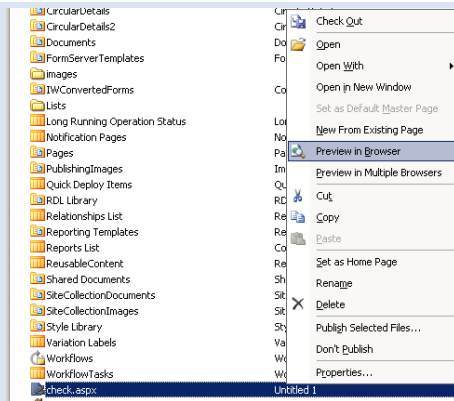 CircularDetails
CircularDetails2
Documents
FormServerTemplates
images
IWConvertedForms
Lists
Long Running Operation Status
Notification Pages
Pages
PublishingImages
Quick Deploy Items
RDL Library
Relationships List
Reporting Templates
Reports List
ReusableContent
Shared Documents
SiteCollectionDocuments
SiteCollectionImages
Style Library
Variation Labels
Workflows
WorkflowTasks
check.aspx Untitled 1
Check Out
Open
Open With
Open in New Window
Set as Default Master Page
New From Existing Page
Preview in Browser
Preview in Multiple Browsers
Cut
Copy
Paste
Set as Home Page
Rename
Delete
Publish Selected Files...
Don't Publish
Properties...